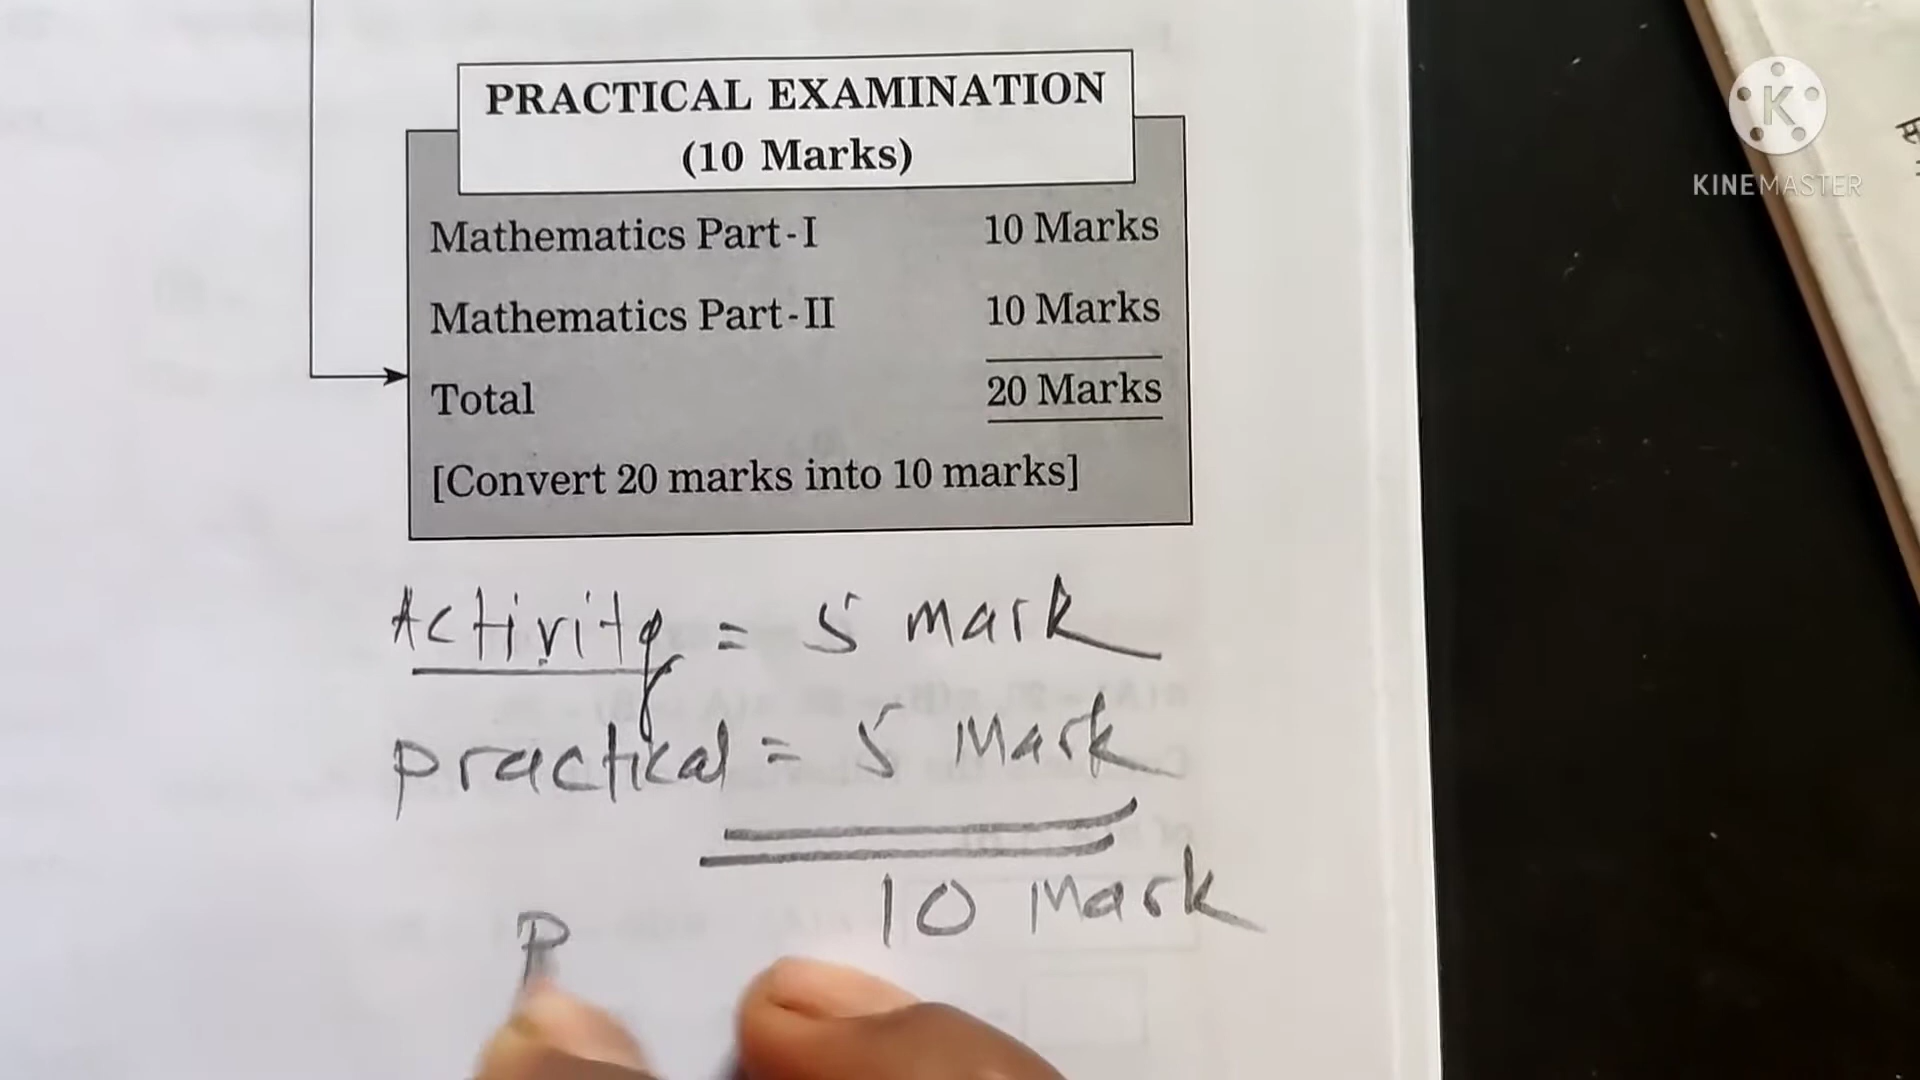 PRACTICAL EXAMINATION
(10 Marks)
Mathematics Part-I 10 Marks
Mathematics Part-II 10 Marks
Total 20 Marks
[Convert 20 marks into 10 marks]
Activity = 5 mark
practical = 5 Mark
10 Mark
P
K
KINEMASTER